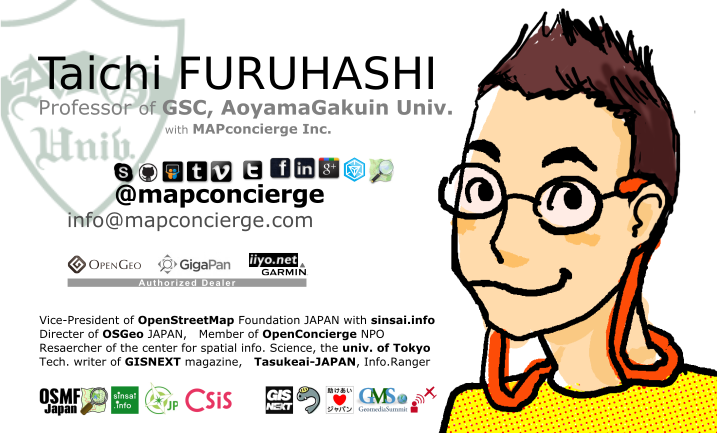 Taichi FURUHASHI
Professor of GSC, AoyamaGakuin Univ.
with MAPconcierge Inc.
@mapconcierge
info@mapconcierge.com
OPENGEO GigaPan iiyo.net
GARMIN
Authorized Dealer
Vice-President of OpenStreetMap Foundation JAPAN with sinsai.info
Directer of OSGeo JAPAN, Member of OpenConcierge NPO
Resaercher of the center for spatial info. Science, the univ. of Tokyo
Tech. writer of GISNEXT magazine, Tasukeai-JAPAN, Info.Ranger
OSMF Japan sinsai.info JP CSiS GIS NEXT 助けあいジャパン GMS GeomediaSummit
Univ.